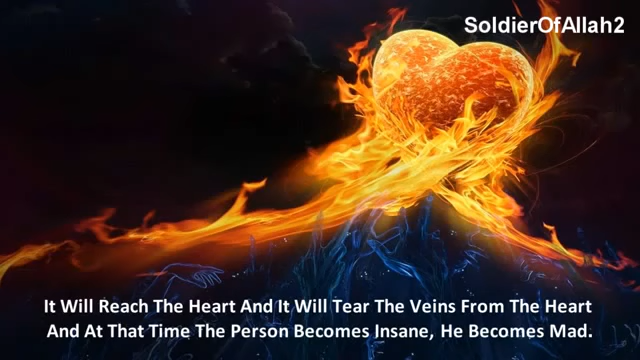 SoldierOfAllah2
It Will Reach The Heart And It Will Tear The Veins From The Heart
And At That Time The Person Becomes Insane, He Becomes Mad.